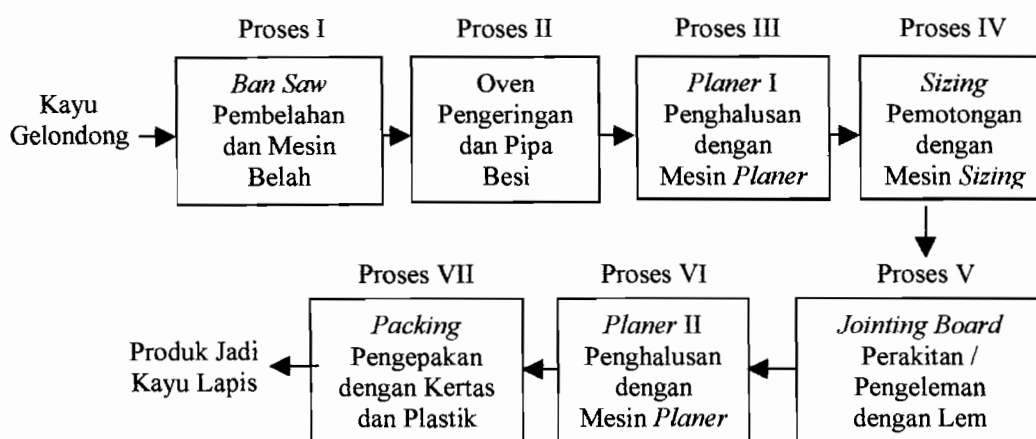 Proses I
Proses II
Proses III
Proses IV
Kayu
Gelondong
Ban Saw
Pembelahan
dan Mesin
Belah
Oven
Pengeringan
dan Pipa
Besi
Planer I
Penghalusan
dengan
Mesin Planer
Sizing
Pemotongan
dengan
Mesin Sizing
Proses VII
Proses VI
Proses V
Jointing Board
Perakitan /
Pengeleman
dengan Lem
Planer II
Penghalusan
dengan
Mesin Planer
Packing
Pengepakan
dengan Kertas
dan Plastik
Produk Jadi
Kayu Lapis